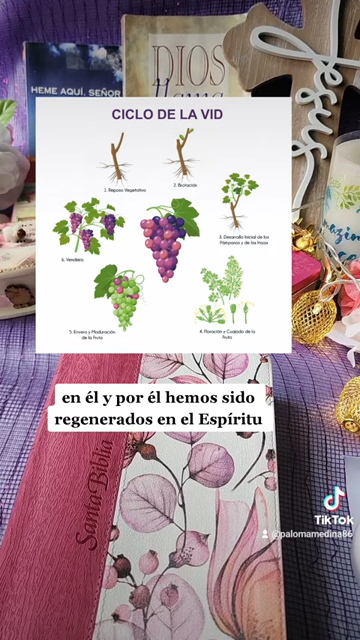 HEME AQUÍ, SEÑOR
DIOS
CICLO DE LA VID
1. Reposo Vegetativo
2. Brotación
3. Desarrollo Inicial de los
Pámpanos y de las Hojas
6. Vendimia
5. Envero y Maduración
de la fruta
4. Floración y Cuajado de la
fruta
en él y por él hemos sido
regenerados en el Espíritu
Santa Biblia
TikTok
@palomamedina86